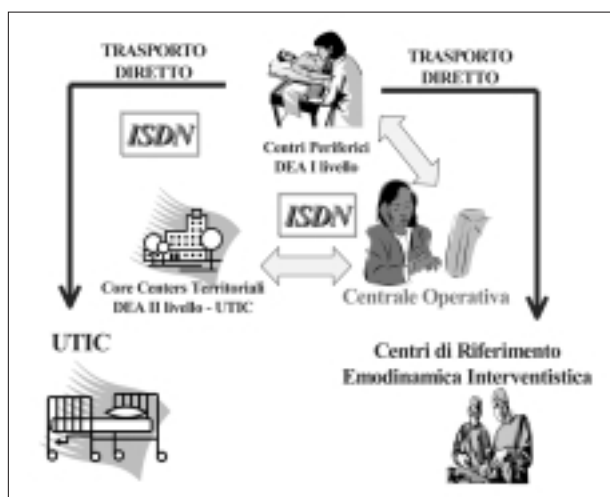 TRASPORTO
DIRETTO
TRASPORTO
DIRETTO
ISDN
Centri Periferici
DEA I livello
ISDN
Core Centers Territoriali
DEA II livello - UTIC
Centrale Operativa
UTIC
Centri di Riferimento
Emodinamica Interventistica